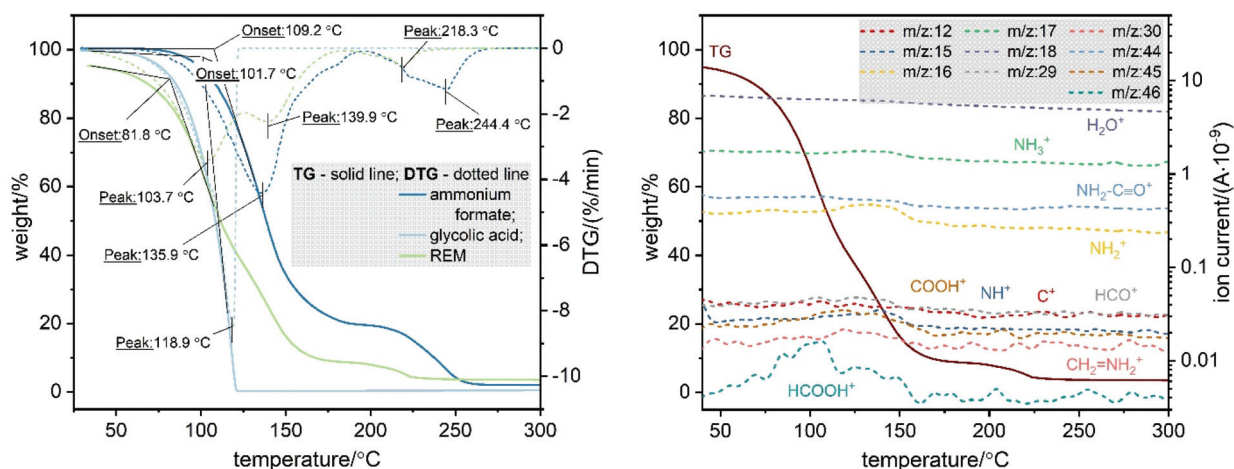 Onset:109.2 °C
Peak:218.3 °C
Onset:101.7 °C
Onset:81.8 °C
Peak:139.9 °C
Peak:244.4 °C
Peak:103.7 °C
Peak:135.9 °C
Peak:118.9 °C
TG - solid line; DTG - dotted line
ammonium
formate;
glycolic acid;
REM
100
80
60
40
20
0
weight/%
0
-2
-4
-6
-8
-10
DTG/(%/min)
50 100 150 200 250 300
temperature/°C
TG
m/z:12 m/z:17 m/z:30
m/z:15 m/z:18 m/z:44
m/z:16 m/z:29 m/z:45
m/z:46
H₂O⁺
NH₃⁺
NH₂-C≡O⁺
NH₂⁺
COOH⁺ NH⁺ C⁺ HCO⁺
CH₂=NH₂⁺
HCOOH⁺
100
80
60
40
20
0
weight/%
10
1
0.1
0.01
ion current/(A·10⁻⁹)
50 100 150 200 250 300
temperature/°C